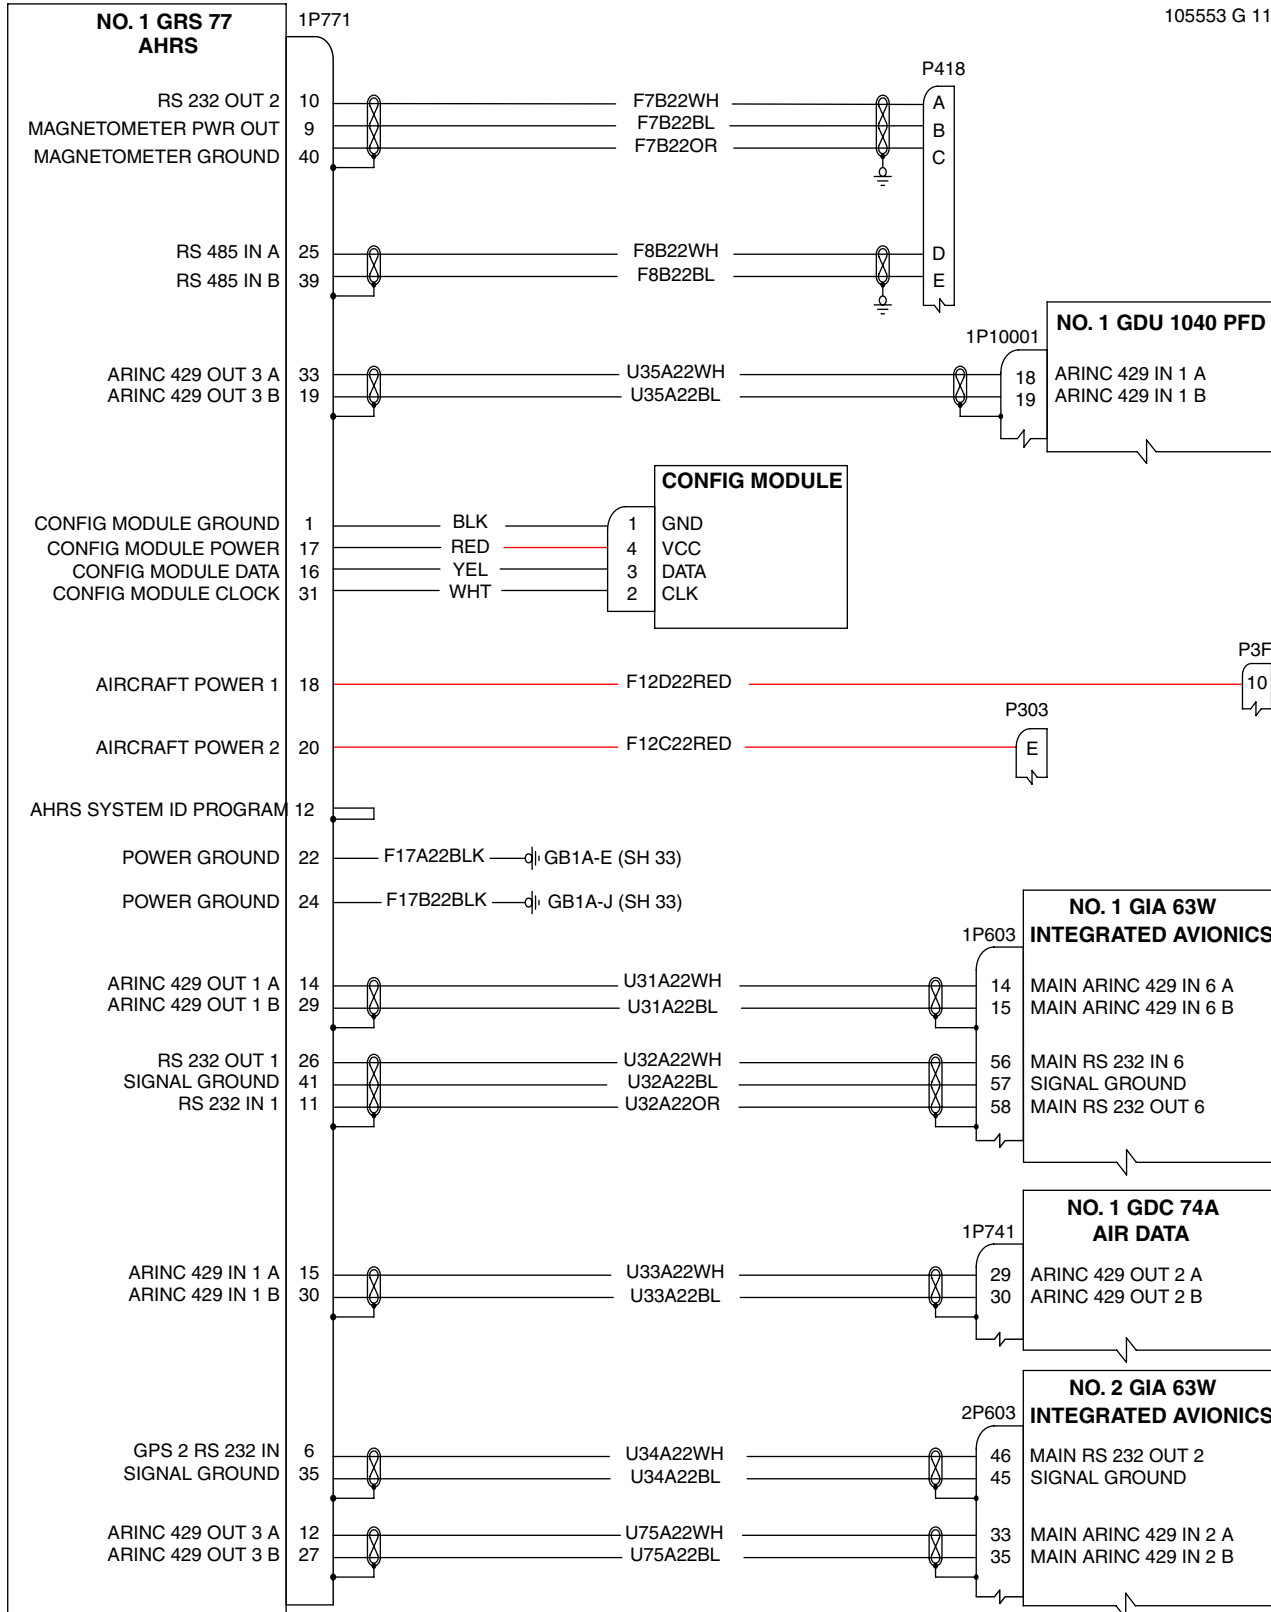 105553 G 11
NO. 1 GRS 77
AHRS
1P771
P418
RS 232 OUT 2 10 F7B22WH A
MAGNETOMETER PWR OUT 9 F7B22BL B
MAGNETOMETER GROUND 40 F7B22OR C
RS 485 IN A 25 F8B22WH D
RS 485 IN B 39 F8B22BL E
1P10001 NO. 1 GDU 1040 PFD
ARINC 429 OUT 3 A 33 U35A22WH 18 ARINC 429 IN 1 A
ARINC 429 OUT 3 B 19 U35A22BL 19 ARINC 429 IN 1 B
CONFIG MODULE
CONFIG MODULE GROUND 1 BLK 1 GND
CONFIG MODULE POWER 17 RED 4 VCC
CONFIG MODULE DATA 16 YEL 3 DATA
CONFIG MODULE CLOCK 31 WHT 2 CLK
P3F
AIRCRAFT POWER 1 18 F12D22RED 10
P303
AIRCRAFT POWER 2 20 F12C22RED E
AHRS SYSTEM ID PROGRAM 12
POWER GROUND 22 F17A22BLK GB1A-E (SH 33)
POWER GROUND 24 F17B22BLK GB1A-J (SH 33)
NO. 1 GIA 63W
1P603 INTEGRATED AVIONICS
ARINC 429 OUT 1 A 14 U31A22WH 14 MAIN ARINC 429 IN 6 A
ARINC 429 OUT 1 B 29 U31A22BL 15 MAIN ARINC 429 IN 6 B
RS 232 OUT 1 26 U32A22WH 56 MAIN RS 232 IN 6
SIGNAL GROUND 41 U32A22BL 57 SIGNAL GROUND
RS 232 IN 1 11 U32A22OR 58 MAIN RS 232 OUT 6
NO. 1 GDC 74A
1P741 AIR DATA
ARINC 429 IN 1 A 15 U33A22WH 29 ARINC 429 OUT 2 A
ARINC 429 IN 1 B 30 U33A22BL 30 ARINC 429 OUT 2 B
NO. 2 GIA 63W
2P603 INTEGRATED AVIONICS
GPS 2 RS 232 IN 6 U34A22WH 46 MAIN RS 232 OUT 2
SIGNAL GROUND 35 U34A22BL 45 SIGNAL GROUND
ARINC 429 OUT 3 A 12 U75A22WH 33 MAIN ARINC 429 IN 2 A
ARINC 429 OUT 3 B 27 U75A22BL 35 MAIN ARINC 429 IN 2 B